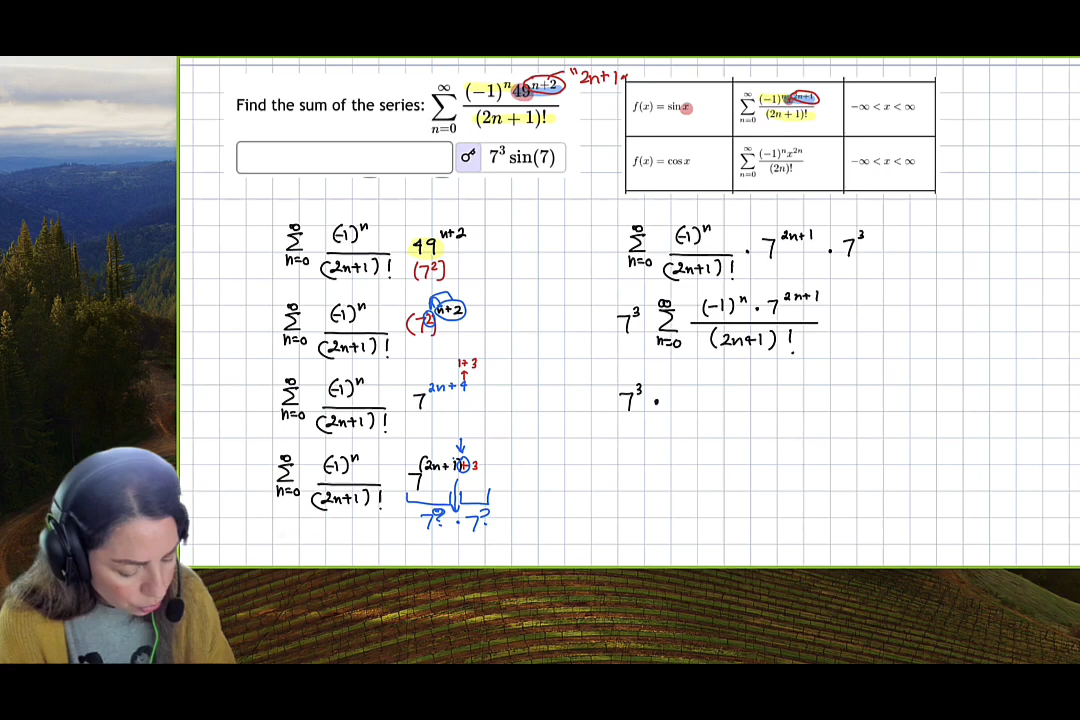 "2n+1"
Find the sum of the series: ∞ ∑ n=0 (-1)^n 49^{n+2} / (2n + 1)!
σ 7^3 sin(7)
f(x) = sin x   ∞ ∑ n=0 (-1)^n x^{2n+1} / (2n + 1)!   -∞ < x < ∞
f(x) = cos x   ∞ ∑ n=0 (-1)^n x^{2n} / (2n)!   -∞ < x < ∞
∞ ∑ n=0 (-1)^n / (2n+1)! 49^{n+2}
(7^2)
∞ ∑ n=0 (-1)^n / (2n+1)! (7^2)^{n+2}
1+3
∞ ∑ n=0 (-1)^n / (2n+1)! 7^{2n+4}
∞ ∑ n=0 (-1)^n / (2n+1)! 7^{(2n+1)+3}
7^? · 7^?
∞ ∑ n=0 (-1)^n / (2n+1)! · 7^{2n+1} · 7^3
7^3 ∞ ∑ n=0 (-1)^n · 7^{2n+1} / (2n+1)!
7^3 ·